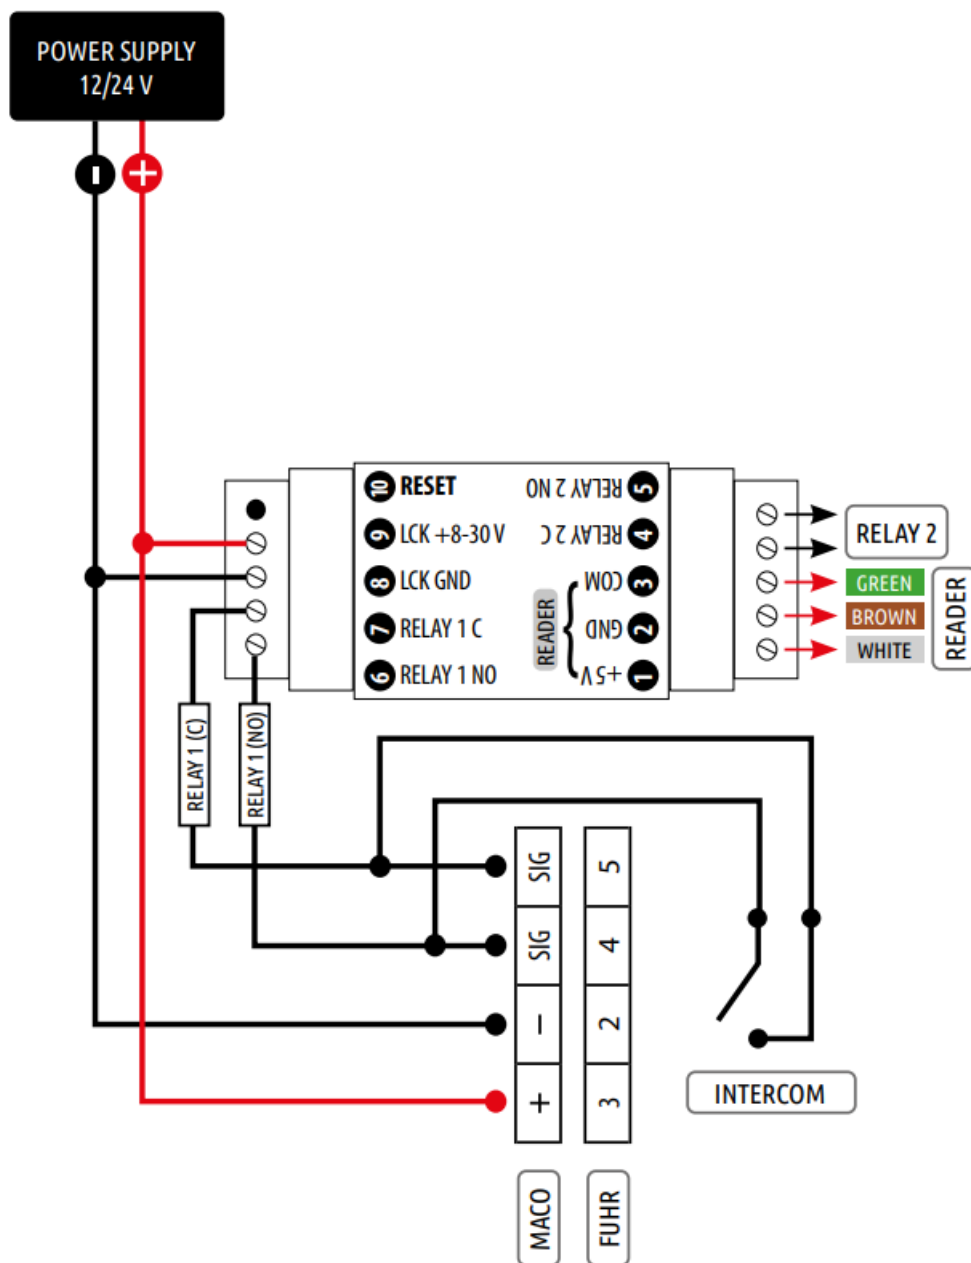 POWER SUPPLY
12/24 V
10 RESET
9 LCK +8-30 V
8 LCK GND
7 RELAY 1 C
6 RELAY 1 NO
5 RELAY 2 NO
4 RELAY 2 C
3 COM
2 GND
1 +5 V
READER
RELAY 2
GREEN
BROWN
WHITE
READER
RELAY 1 (C)
RELAY 1 (NO)
SIG 5
SIG 4
− 2
+ 3
INTERCOM
MACO
FUHR